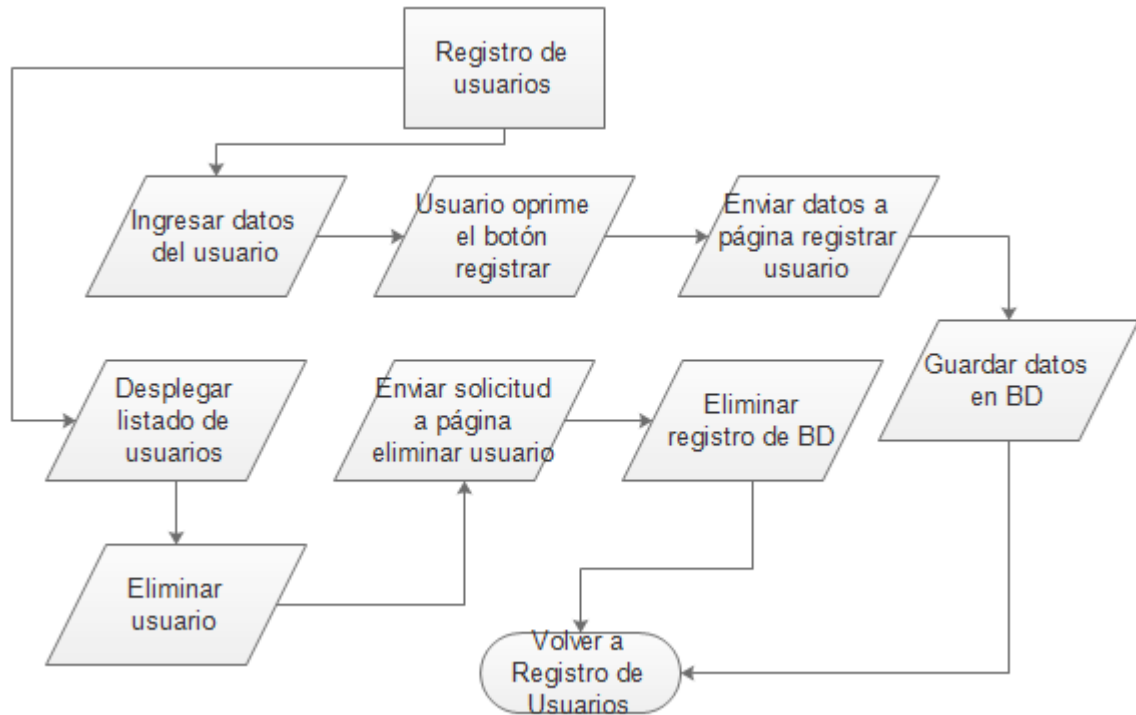 Registro de
usuarios
Ingresar datos
del usuario
Usuario oprime
el botón
registrar
Enviar datos a
página registrar
usuario
Guardar datos
en BD
Desplegar
listado de
usuarios
Enviar solicitud
a página
eliminar usuario
Eliminar
registro de BD
Eliminar
usuario
Volver a
Registro de
Usuarios